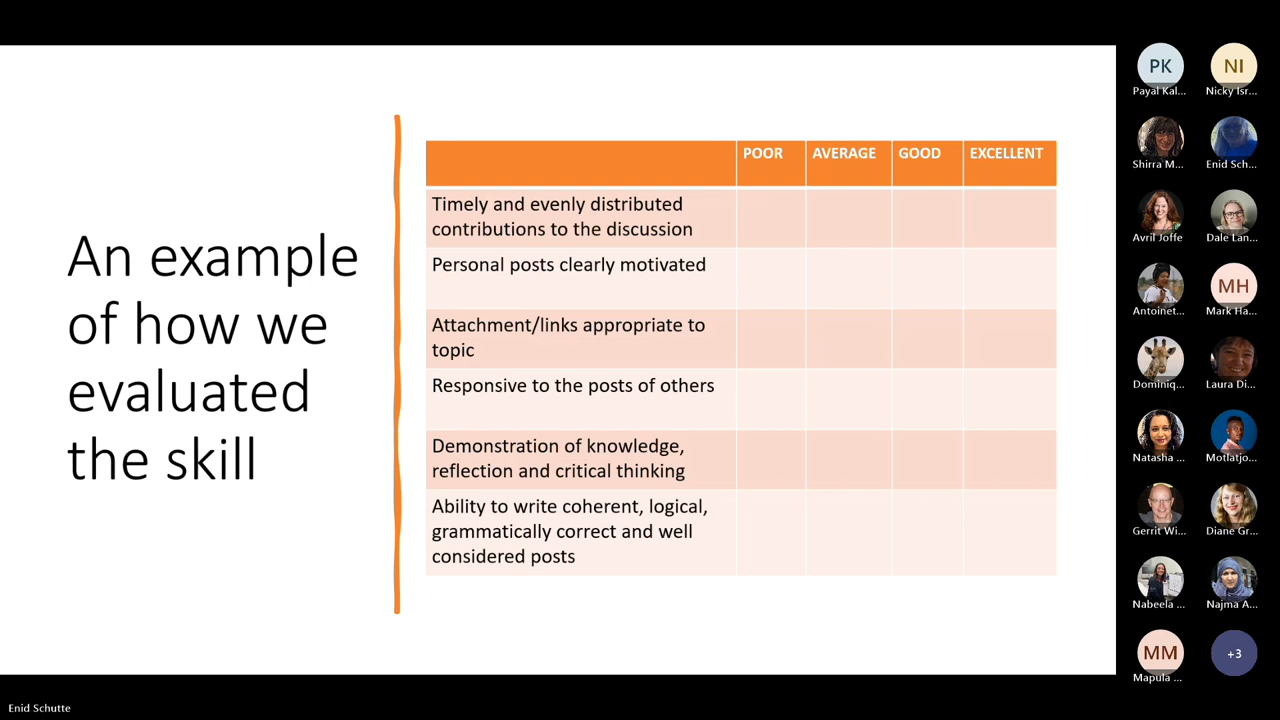 An example
of how we
evaluated
the skill
POOR AVERAGE GOOD EXCELLENT
Timely and evenly distributed
contributions to the discussion
Personal posts clearly motivated
Attachment/links appropriate to
topic
Responsive to the posts of others
Demonstration of knowledge,
reflection and critical thinking
Ability to write coherent, logical,
grammatically correct and well
considered posts
PK NI
Payal Kal... Nicky Isr...
Shirra M... Enid Sch...
Avril Joffe Dale Lan...
MH
Antoinet... Mark Ha...
Dominiq... Laura Di...
Natasha ... Motlatjo...
Gerrit Wi... Diane Gr...
Nabeela ... Najma A...
MM +3
Mapula ...
Enid Schutte